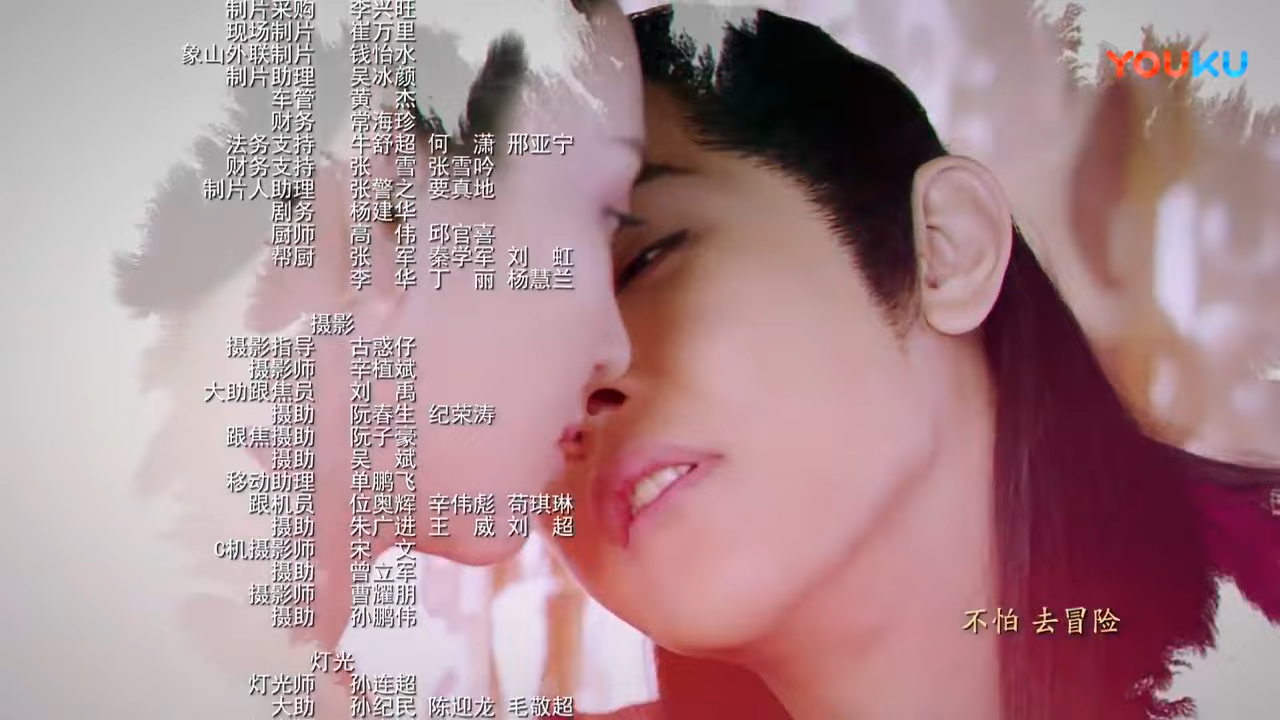 制片采购 李兴旺
YOUKU
现场制片 崔万里
象山外联制片 钱怡水
制片助理 吴冰颜
车管 黄杰
财务 常海珍
法务支持 牛舒超 何潇 邢亚宁
财务支持 张雪 张雪吟
制片人助理 张警之 要真地
剧务 杨建华
厨师 高伟 邱官喜
帮厨 张军 秦学军 刘虹
李华 丁丽 杨慧兰
摄影
摄影指导 古惑仔
摄影师 辛植斌
大助跟焦员 刘禹
摄助 阮春生 纪荣涛
跟焦摄助 阮子豪
摄助 吴斌
移动助理 单鹏飞
跟机员 位奥辉 辛伟彪 苟琪琳
摄助 朱广进 王威 刘超
C机摄影师 宋文
摄助 曾立军
摄影师 曹耀朋
摄助 孙鹏伟
不怕 去冒险
灯光
灯光师 孙连超
大助 孙纪民 陈迎龙 毛散超